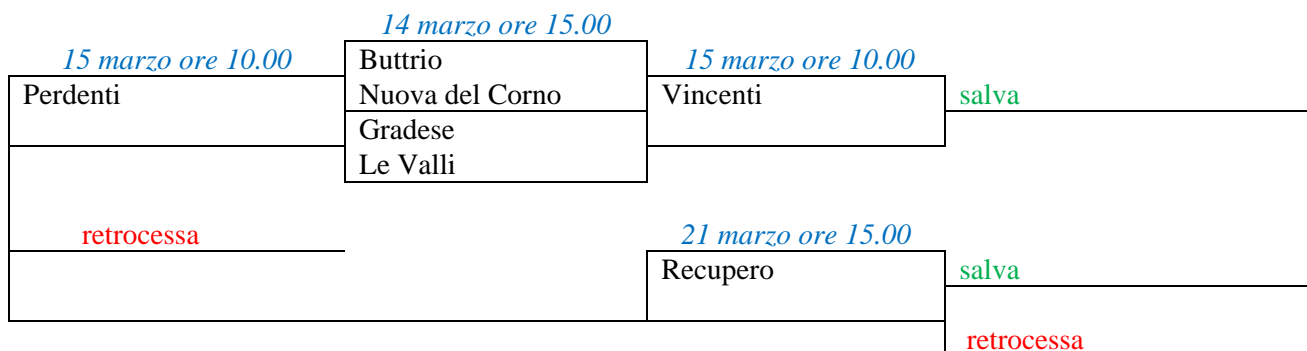 14 marzo ore 15.00
15 marzo ore 10.00
Buttrio
15 marzo ore 10.00
Perdenti
Nuova del Corno
Vincenti
salva
Gradese
Le Valli
retrocessa
21 marzo ore 15.00
Recupero
salva
retrocessa